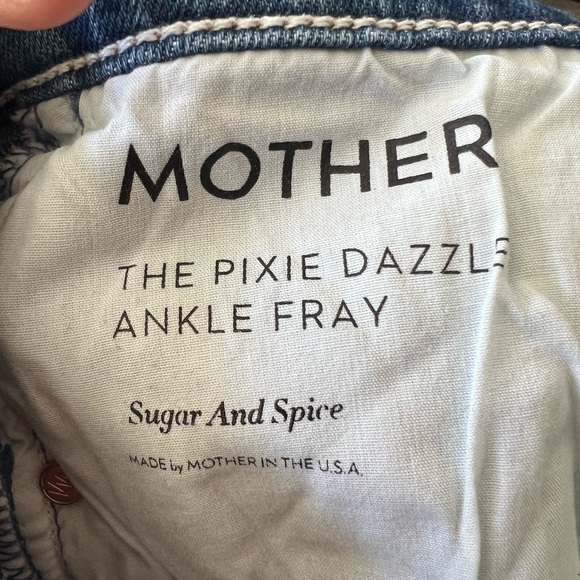 MOTHER
THE PIXIE DAZZLE
ANKLE FRAY
Sugar And Spice
MADE by MOTHER IN THE U.S.A.